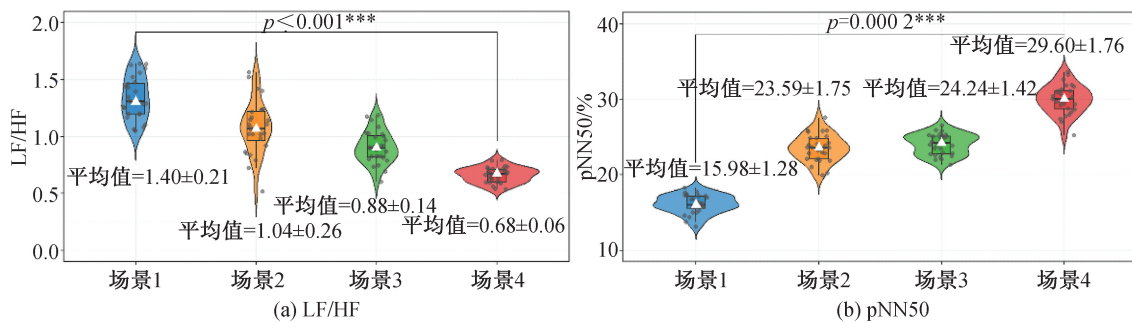 p＜0.001***
2.0
1.5
1.0
0.5
0.0
LF/HF
平均值=1.40±0.21
平均值=1.04±0.26
平均值=0.88±0.14
平均值=0.68±0.06
场景1
场景2
场景3
场景4
(a) LF/HF
p=0.000 2***
40
30
20
10
pNN50/%
平均值=15.98±1.28
平均值=23.59±1.75
平均值=24.24±1.42
平均值=29.60±1.76
场景1
场景2
场景3
场景4
(b) pNN50